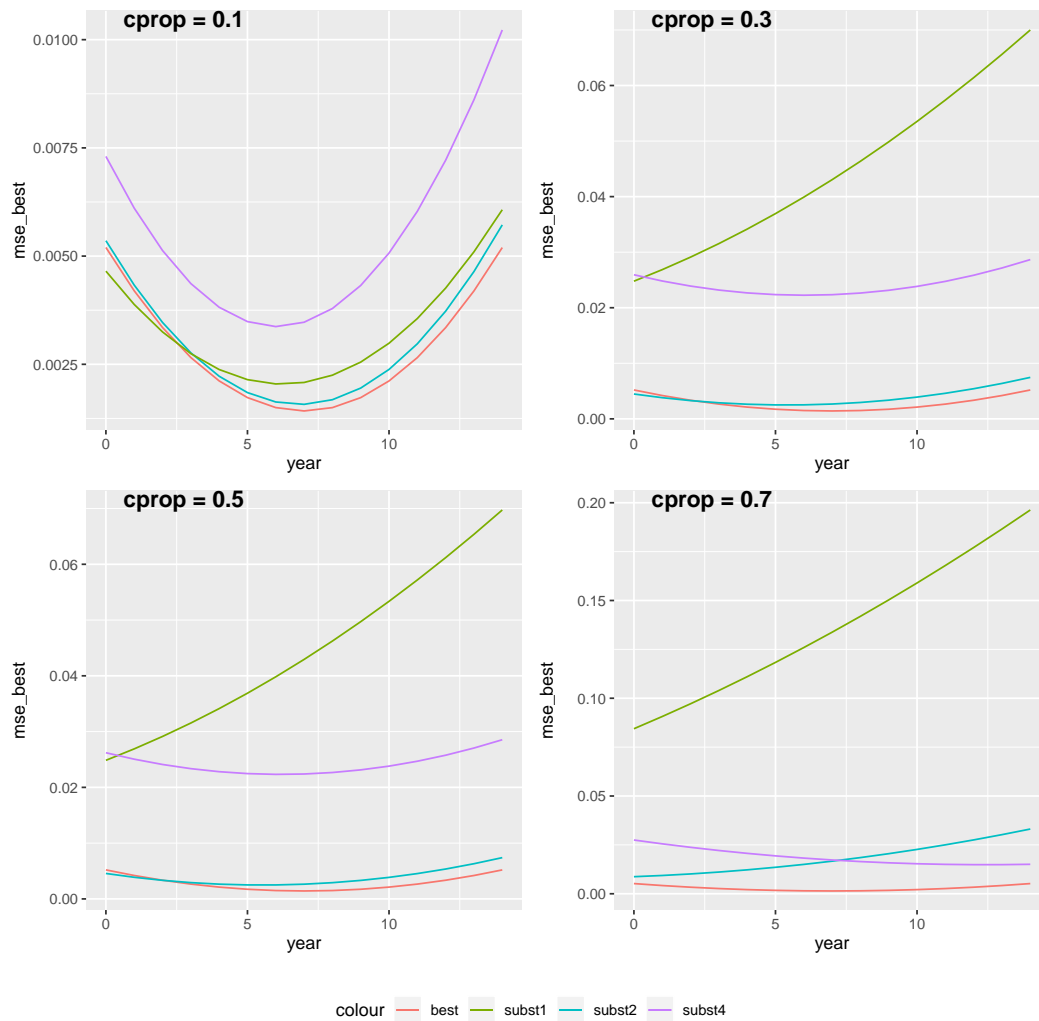 cprop = 0.1
0.0100
0.0075
0.0050
0.0025
mse_best
0 5 10
year
cprop = 0.3
0.06
0.04
0.02
0.00
mse_best
0 5 10
year
cprop = 0.5
0.06
0.04
0.02
0.00
mse_best
0 5 10
year
cprop = 0.7
0.20
0.15
0.10
0.05
0.00
mse_best
0 5 10
year
colour best subst1 subst2 subst4